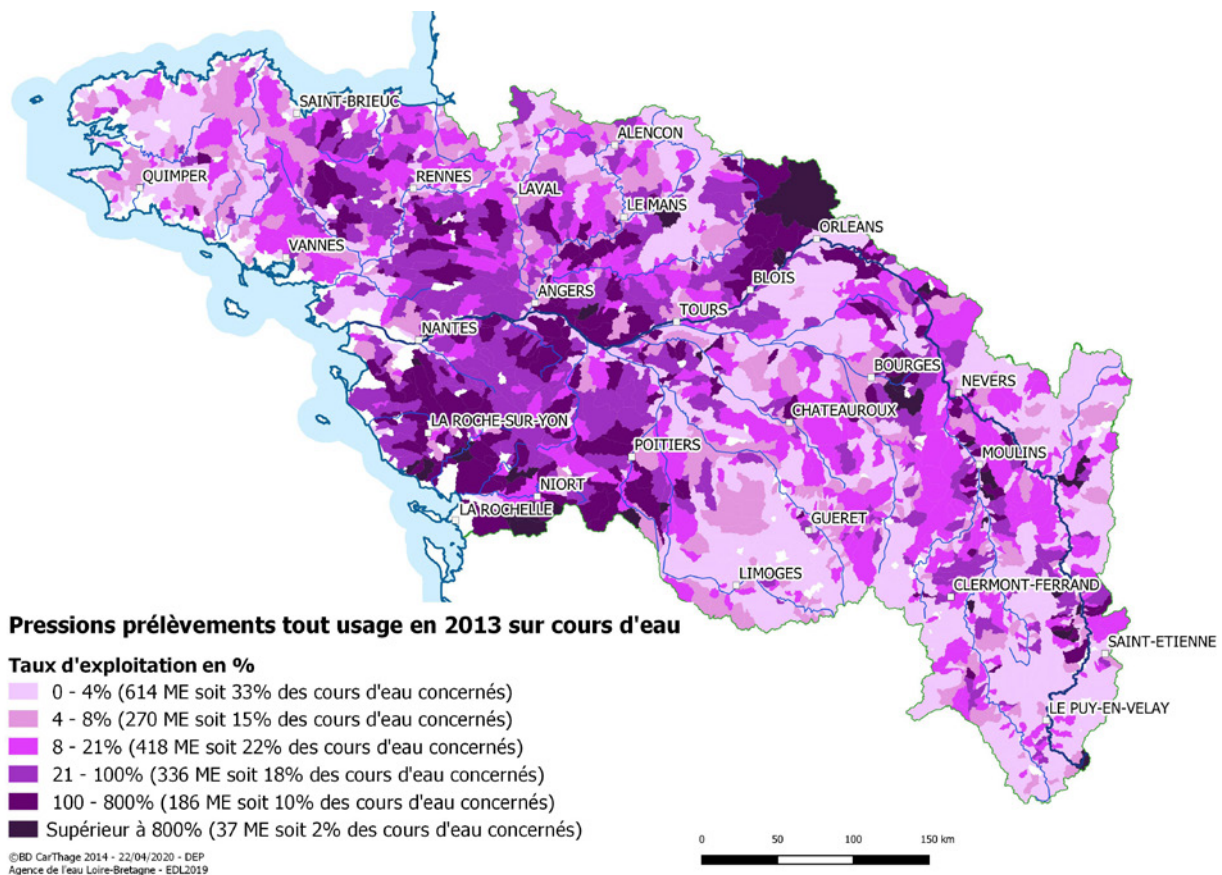 SAINT-BRIEUC
ALENCON
QUIMPER
RENNES
LAVAL
LE MANS
ORLEANS
VANNES
BLOIS
ANGERS
TOURS
NANTES
BOURGES
NEVERS
CHATEAUROUX
LA ROCHE-SUR-YON
POITIERS
MOULINS
NIORT
LA ROCHELLE
GUERET
LIMOGES
CLERMONT-FERRAND
SAINT-ETIENNE
LE PUY-EN-VELAY
Pressions prélèvements tout usage en 2013 sur cours d'eau
Taux d'exploitation en %
0 - 4% (614 ME soit 33% des cours d'eau concernés)
4 - 8% (270 ME soit 15% des cours d'eau concernés)
8 - 21% (418 ME soit 22% des cours d'eau concernés)
21 - 100% (336 ME soit 18% des cours d'eau concernés)
100 - 800% (186 ME soit 10% des cours d'eau concernés)
Supérieur à 800% (37 ME soit 2% des cours d'eau concernés)
0 50 100 150 km
©BD CarThage 2014 - 22/04/2020 - DEP
Agence de l'eau Loire-Bretagne - EDL2019